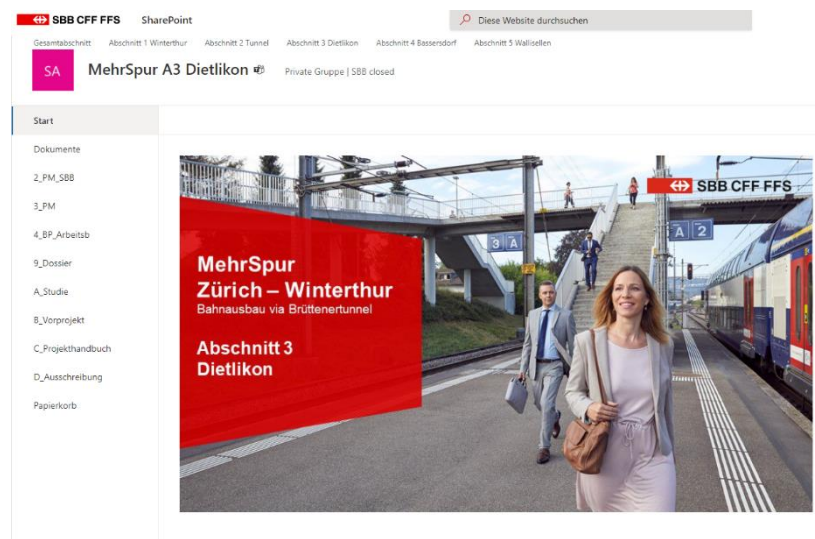 SBB CFF FFS SharePoint
Diese Website durchsuchen
Gesamtabschnitt Abschnitt 1 Winterthur Abschnitt 2 Tunnel Abschnitt 3 Dietlikon Abschnitt 4 Bassersdorf Abschnitt 5 Wallisellen
SA
MehrSpur A3 Dietlikon
Private Gruppe | SBB closed
Start
Dokumente
2_PM_SBB
3_PM
4_BP_Arbeitsb
9_Dossier
A_Studie
B_Vorprojekt
C_Projekthandbuch
D_Ausschreibung
Papierkorb
SBB CFF FFS
3 A
A 2
MehrSpur
Zürich – Winterthur
Bahnausbau via Brüttenertunnel
Abschnitt 3
Dietlikon